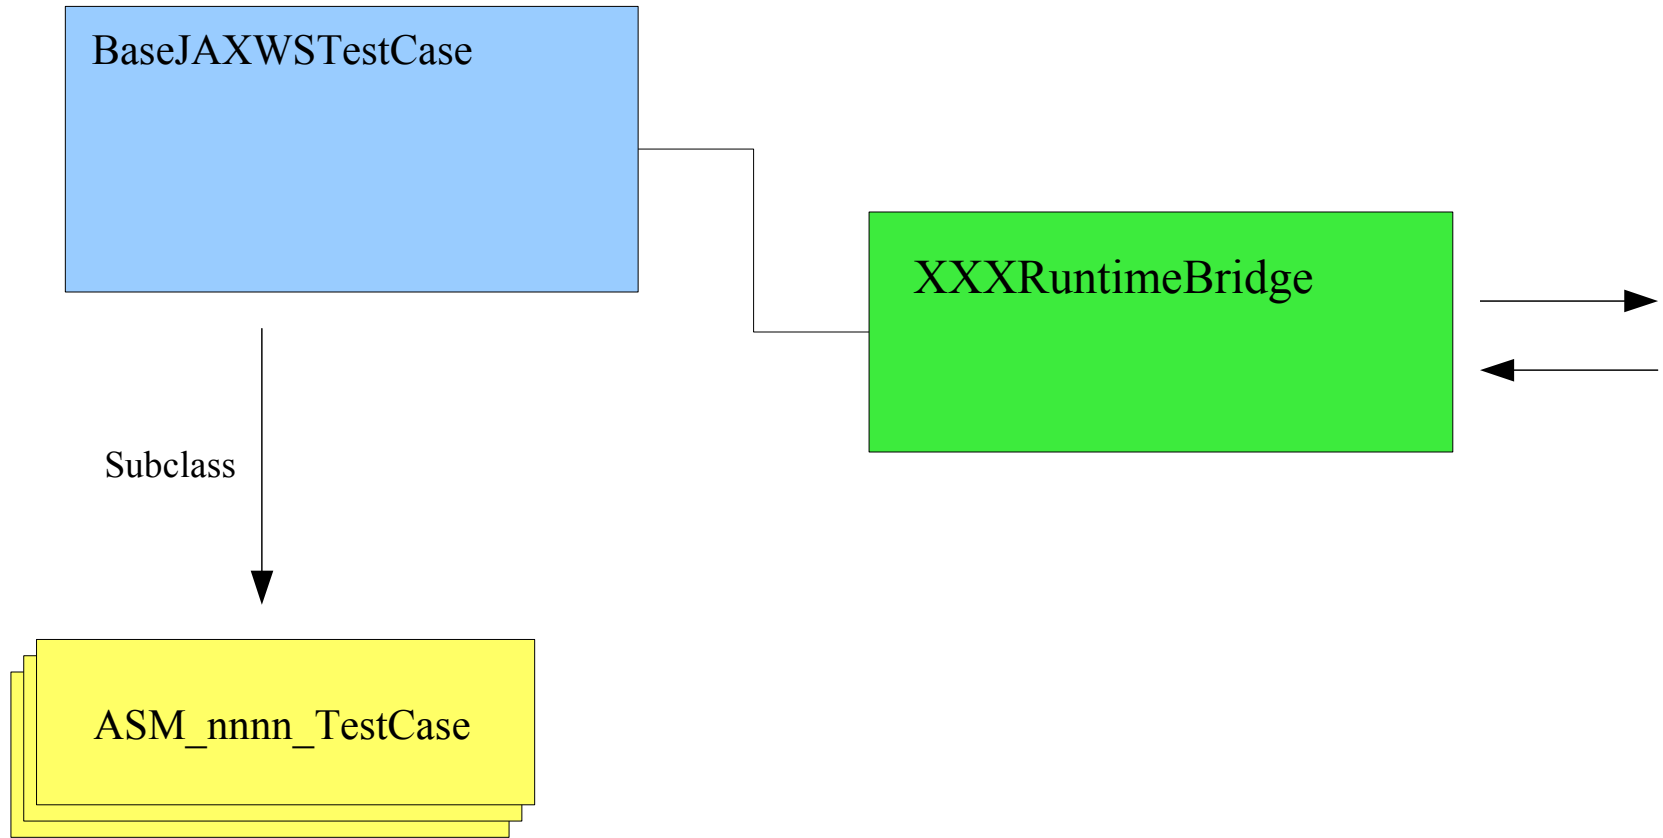 BaseJAXWSTestCase
XXXRuntimeBridge
Subclass
ASM_nnnn_TestCase